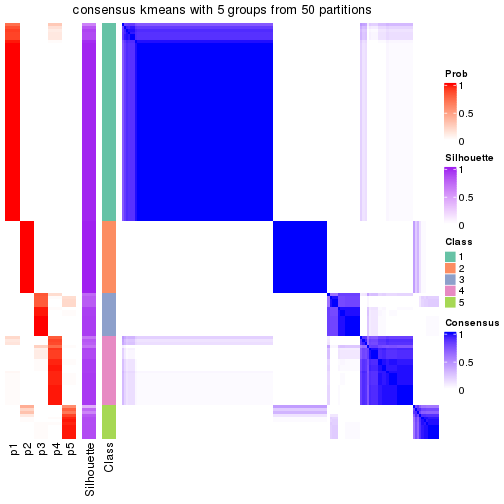 consensus kmeans with 5 groups from 50 partitions
Prob
1
0.5
0
Silhouette
1
0.5
0
Class
1
2
3
4
5
Consensus
1
0.5
0
p1
p2
p3
p4
p5
Silhouette
Class